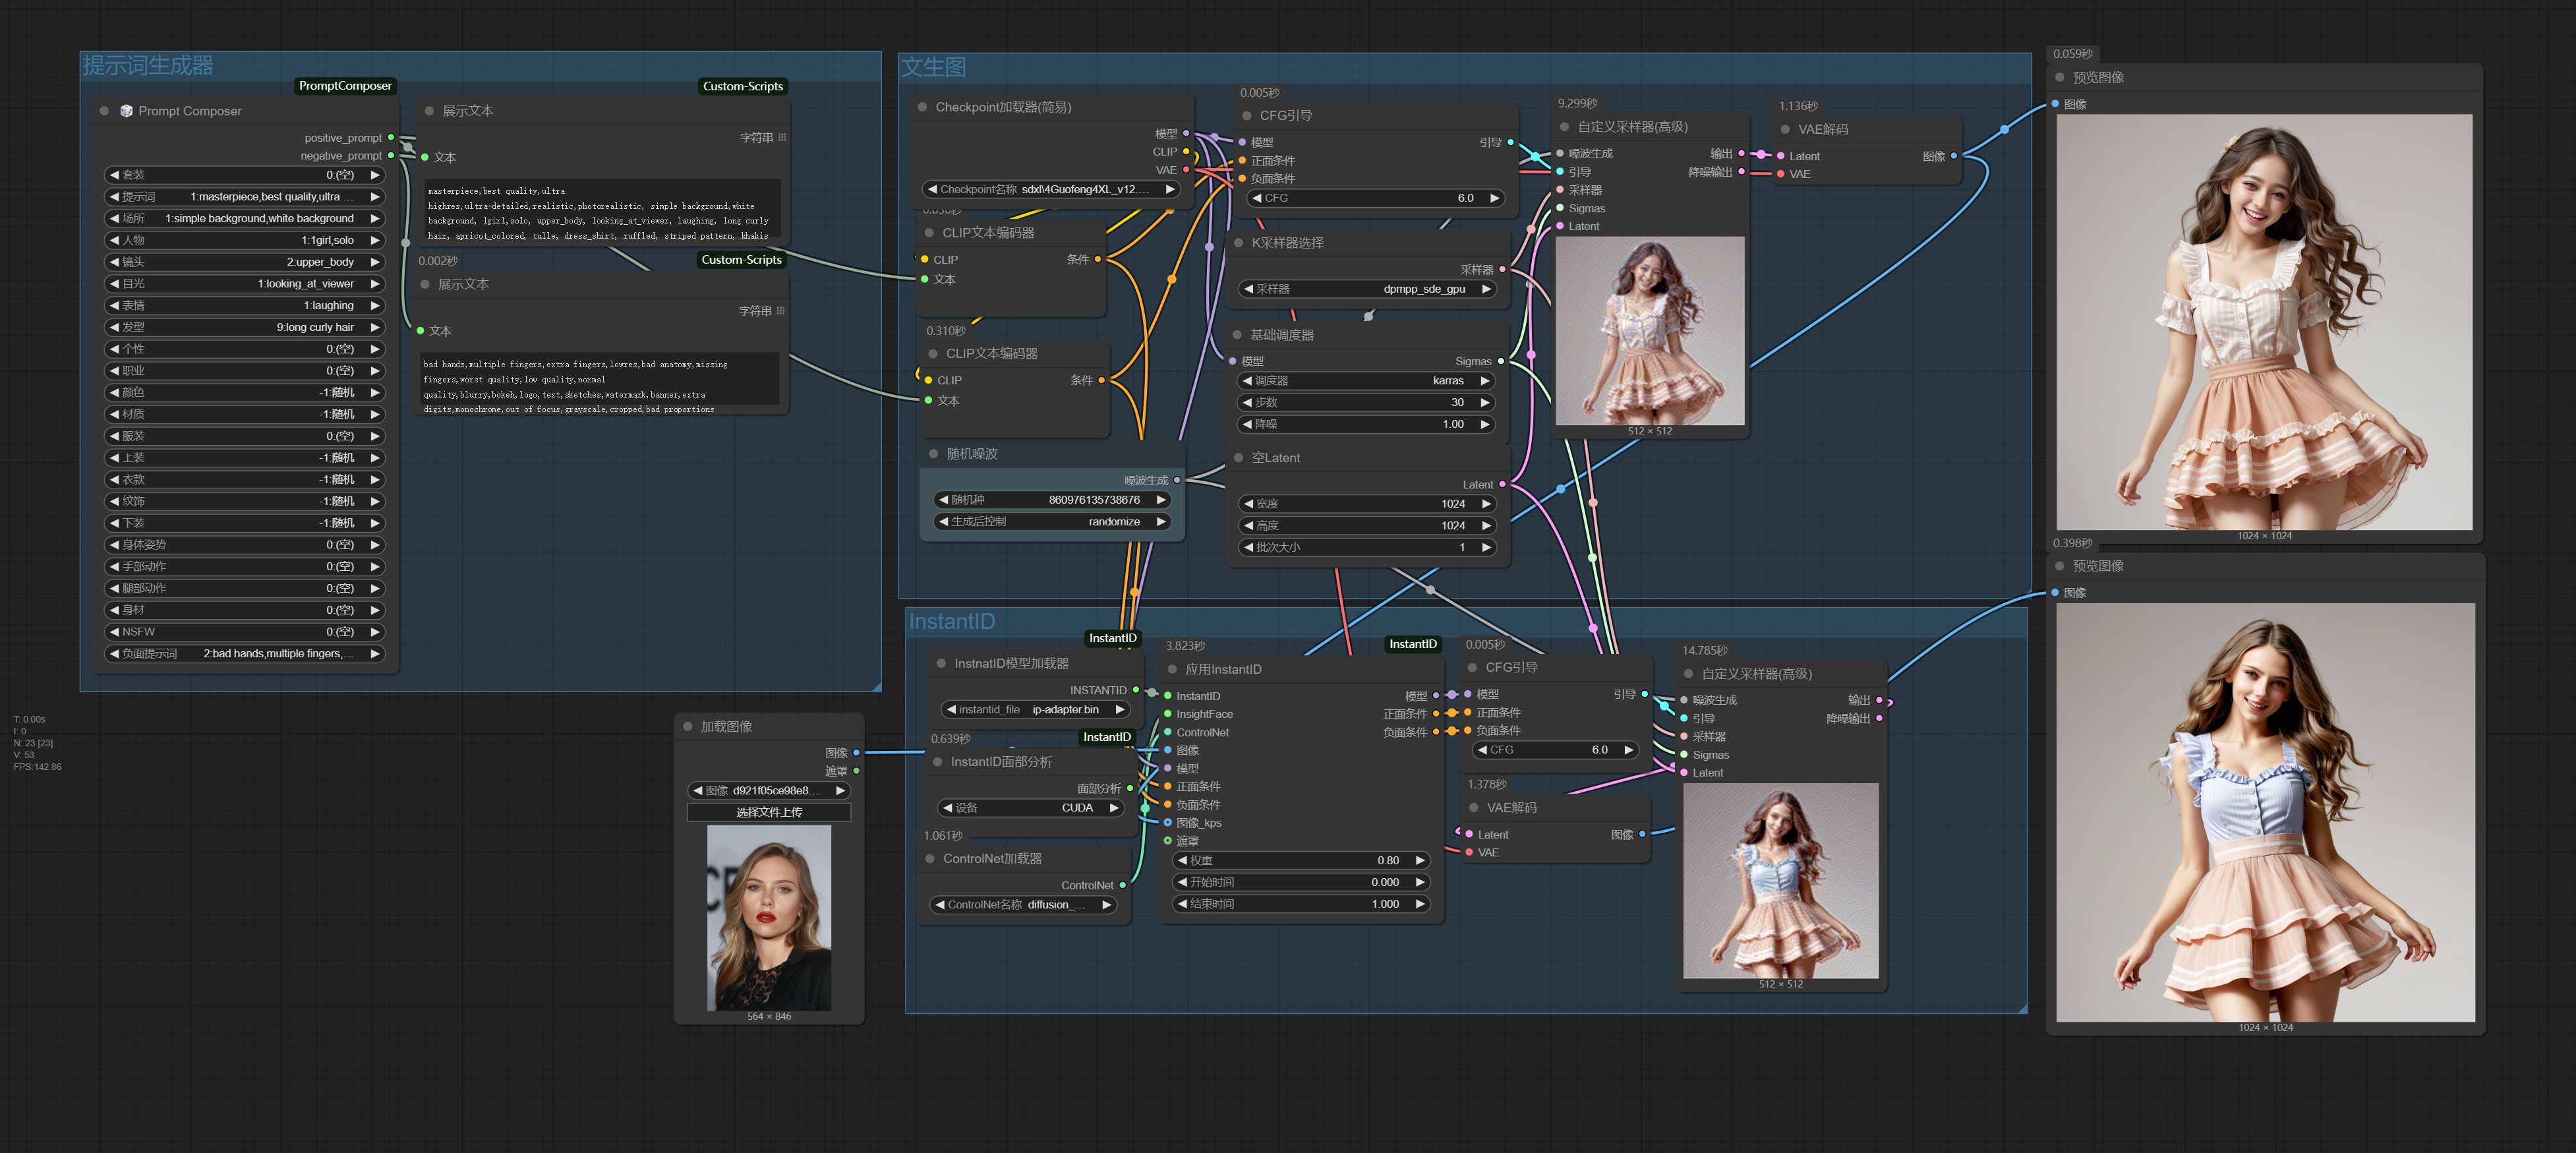 提示词生成器
PromptComposer
Prompt Composer
positive_prompt
negative_prompt
套装 0:(空)
提示词 1:masterpiece,best quality,ultra ...
场所 1:simple background,white background
人物 1:1girl,solo
镜头 2:upper_body
目光 1:looking_at_viewer
表情 1:laughing
发型 9:long curly hair
个性 0:(空)
职业 0:(空)
颜色 -1:随机
材质 -1:随机
服装 0:(空)
上装 -1:随机
衣款 -1:随机
纹饰 -1:随机
下装 -1:随机
身体姿势 0:(空)
手部动作 0:(空)
腿部动作 0:(空)
身材 0:(空)
NSFW 0:(空)
负面提示词 2:bad hands,multiple fingers,...
Custom-Scripts
展示文本
字符串
文本
masterpiece,best quality,ultra
highres,ultra-detailed,realistic,photorealistic, simple background,white
background, 1girl,solo, upper_body, looking_at_viewer, laughing, long curly
hair, apricot_colored, tulle, dress_shirt, ruffled, striped pattern, khakis
0.002秒
Custom-Scripts
展示文本
字符串
文本
bad hands,multiple fingers,extra fingers,lowres,bad anatomy,missing
fingers,worst quality,low quality,normal
quality,blurry,bokeh,logo,text,sketches,watermark,banner,extra
digits,monochrome,out of focus,grayscale,cropped,bad proportions
T: 0.00s
I: 0
N: 23 [23]
V: 53
FPS:142.86
加载图像
图像
遮罩
图像 d921f05ce98e8...
选择文件上传
564 × 846
文生图
Checkpoint加载器(简易)
模型
CLIP
VAE
Checkpoint名称 sdxl\4Guofeng4XL_v12....
CLIP文本编码器
CLIP 条件
文本
0.310秒
CLIP文本编码器
CLIP 条件
文本
随机噪波
噪波生成
随机种 860976135738676
生成后控制 randomize
0.005秒
CFG引导
模型 引导
正面条件
负面条件
CFG 6.0
K采样器选择
采样器
采样器 dpmpp_sde_gpu
基础调度器
模型 Sigmas
调度器 karras
步数 30
降噪 1.00
空Latent
Latent
宽度 1024
高度 1024
批次大小 1
9.299秒
自定义采样器(高级)
噪波生成 输出
引导 降噪输出
采样器
Sigmas
Latent
512 × 512
1.136秒
VAE解码
Latent 图像
VAE
InstantID
InstantID
InstnatID模型加载器
INSTANTID
instantid_file ip-adapter.bin
0.639秒
InstantID
InstantID面部分析
面部分析
设备 CUDA
1.061秒
ControlNet加载器
ControlNet
ControlNet名称 diffusion_...
3.823秒
InstantID
应用InstantID
InstantID 模型
InsightFace 正面条件
ControlNet 负面条件
图像
模型
正面条件
负面条件
图像_kps
遮罩
权重 0.80
开始时间 0.000
结束时间 1.000
0.005秒
CFG引导
模型 引导
正面条件
负面条件
CFG 6.0
1.378秒
VAE解码
Latent 图像
VAE
14.785秒
自定义采样器(高级)
噪波生成 输出
引导 降噪输出
采样器
Sigmas
Latent
512 × 512
0.059秒
预览图像
图像
1024 × 1024
0.398秒
预览图像
图像
1024 × 1024